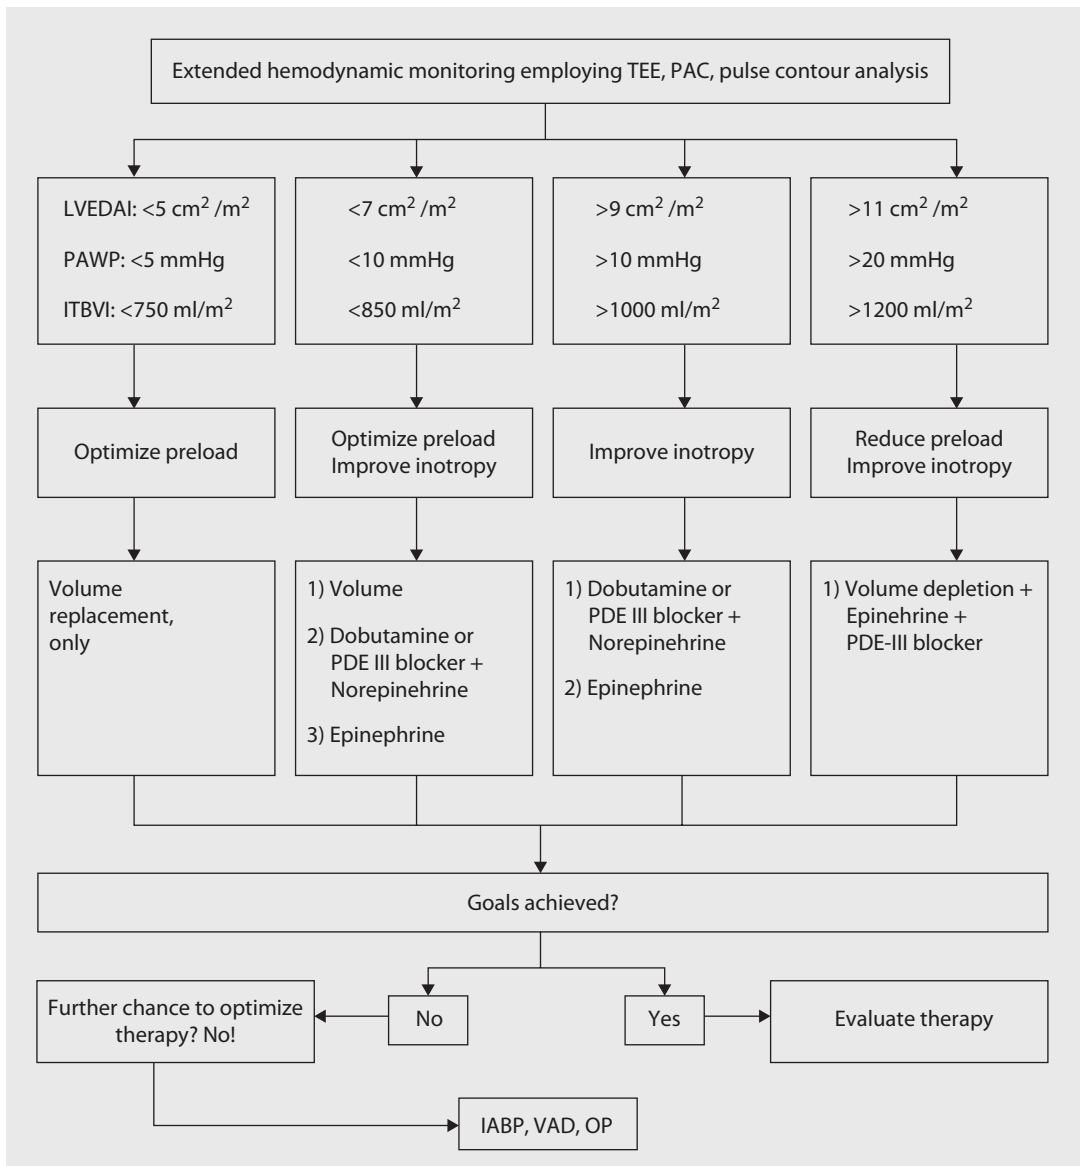 Extended hemodynamic monitoring employing TEE, PAC, pulse contour analysis
LVEDAI: <5 cm² /m²
PAWP: <5 mmHg
ITBVI: <750 ml/m²
<7 cm² /m²
<10 mmHg
<850 ml/m²
>9 cm² /m²
>10 mmHg
>1000 ml/m²
>11 cm² /m²
>20 mmHg
>1200 ml/m²
Optimize preload
Optimize preload
Improve inotropy
Improve inotropy
Reduce preload
Improve inotropy
Volume
replacement,
only
1) Volume
2) Dobutamine or
PDE III blocker +
Norepinehrine
3) Epinephrine
1) Dobutamine or
PDE III blocker +
Norepinehrine
2) Epinephrine
1) Volume depletion +
Epinehrine +
PDE-III blocker
Goals achieved?
Further chance to optimize
therapy? No!
No
Yes
Evaluate therapy
IABP, VAD, OP